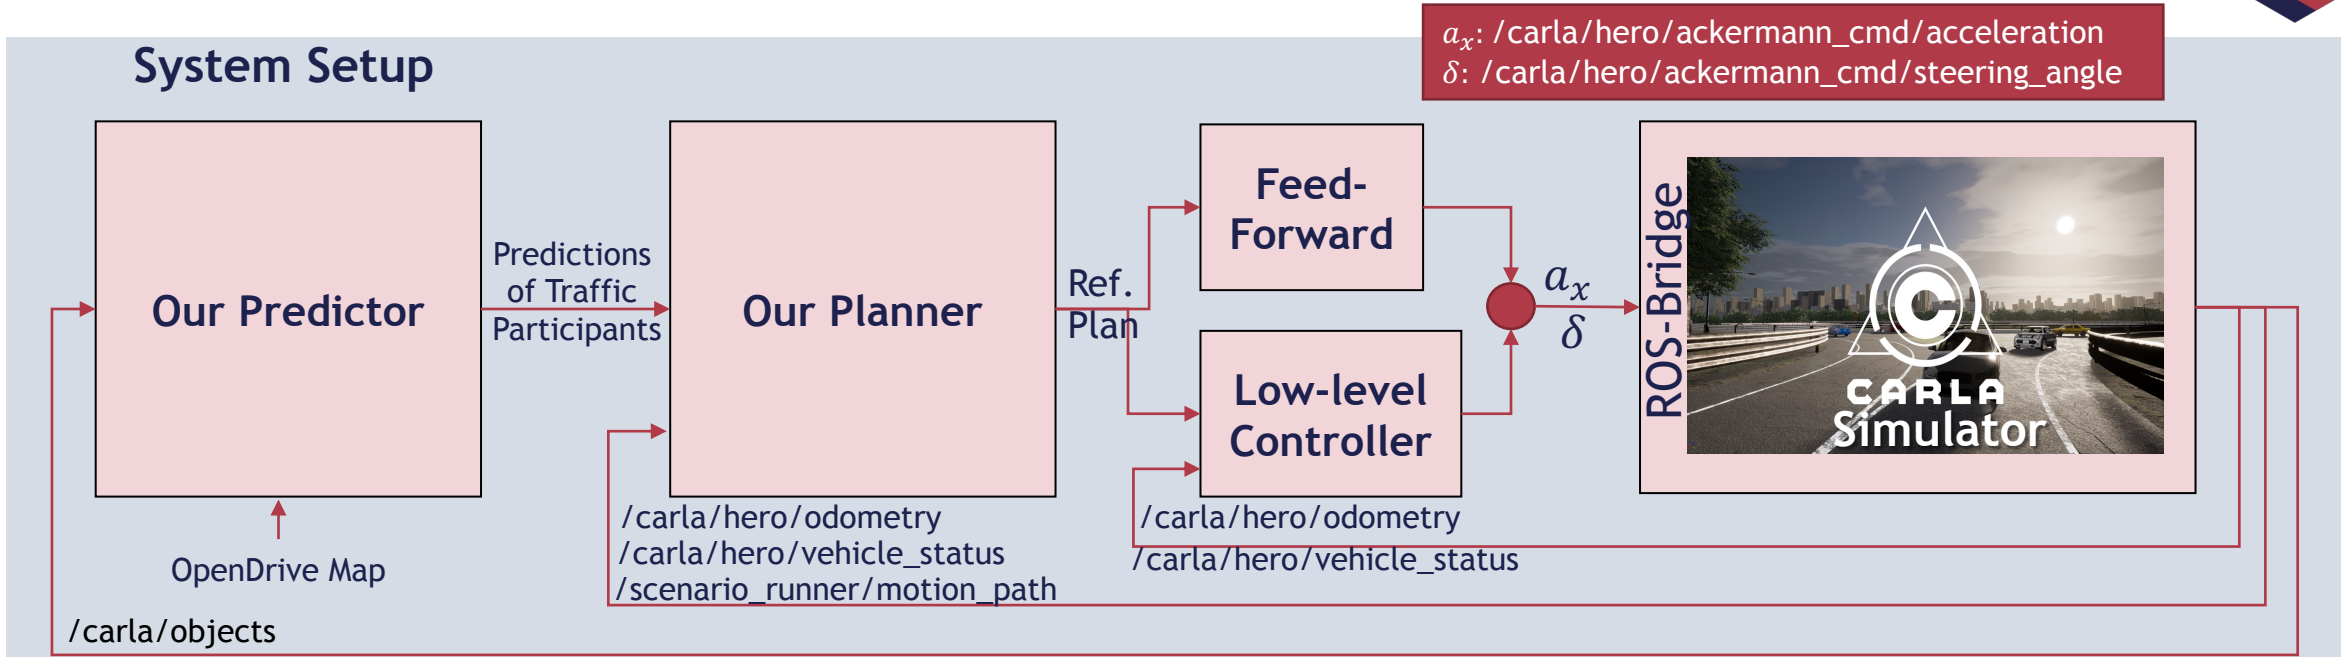 System Setup
aₓ: /carla/hero/ackermann_cmd/acceleration
δ: /carla/hero/ackermann_cmd/steering_angle
Our Predictor
Predictions
of Traffic
Participants
OpenDrive Map
/carla/objects
Our Planner
/carla/hero/odometry
/carla/hero/vehicle_status
/scenario_runner/motion_path
Ref.
Plan
Feed-
Forward
Low-level
Controller
/carla/hero/odometry
/carla/hero/vehicle_status
aₓ
δ
ROS-Bridge
CARLA
Simulator